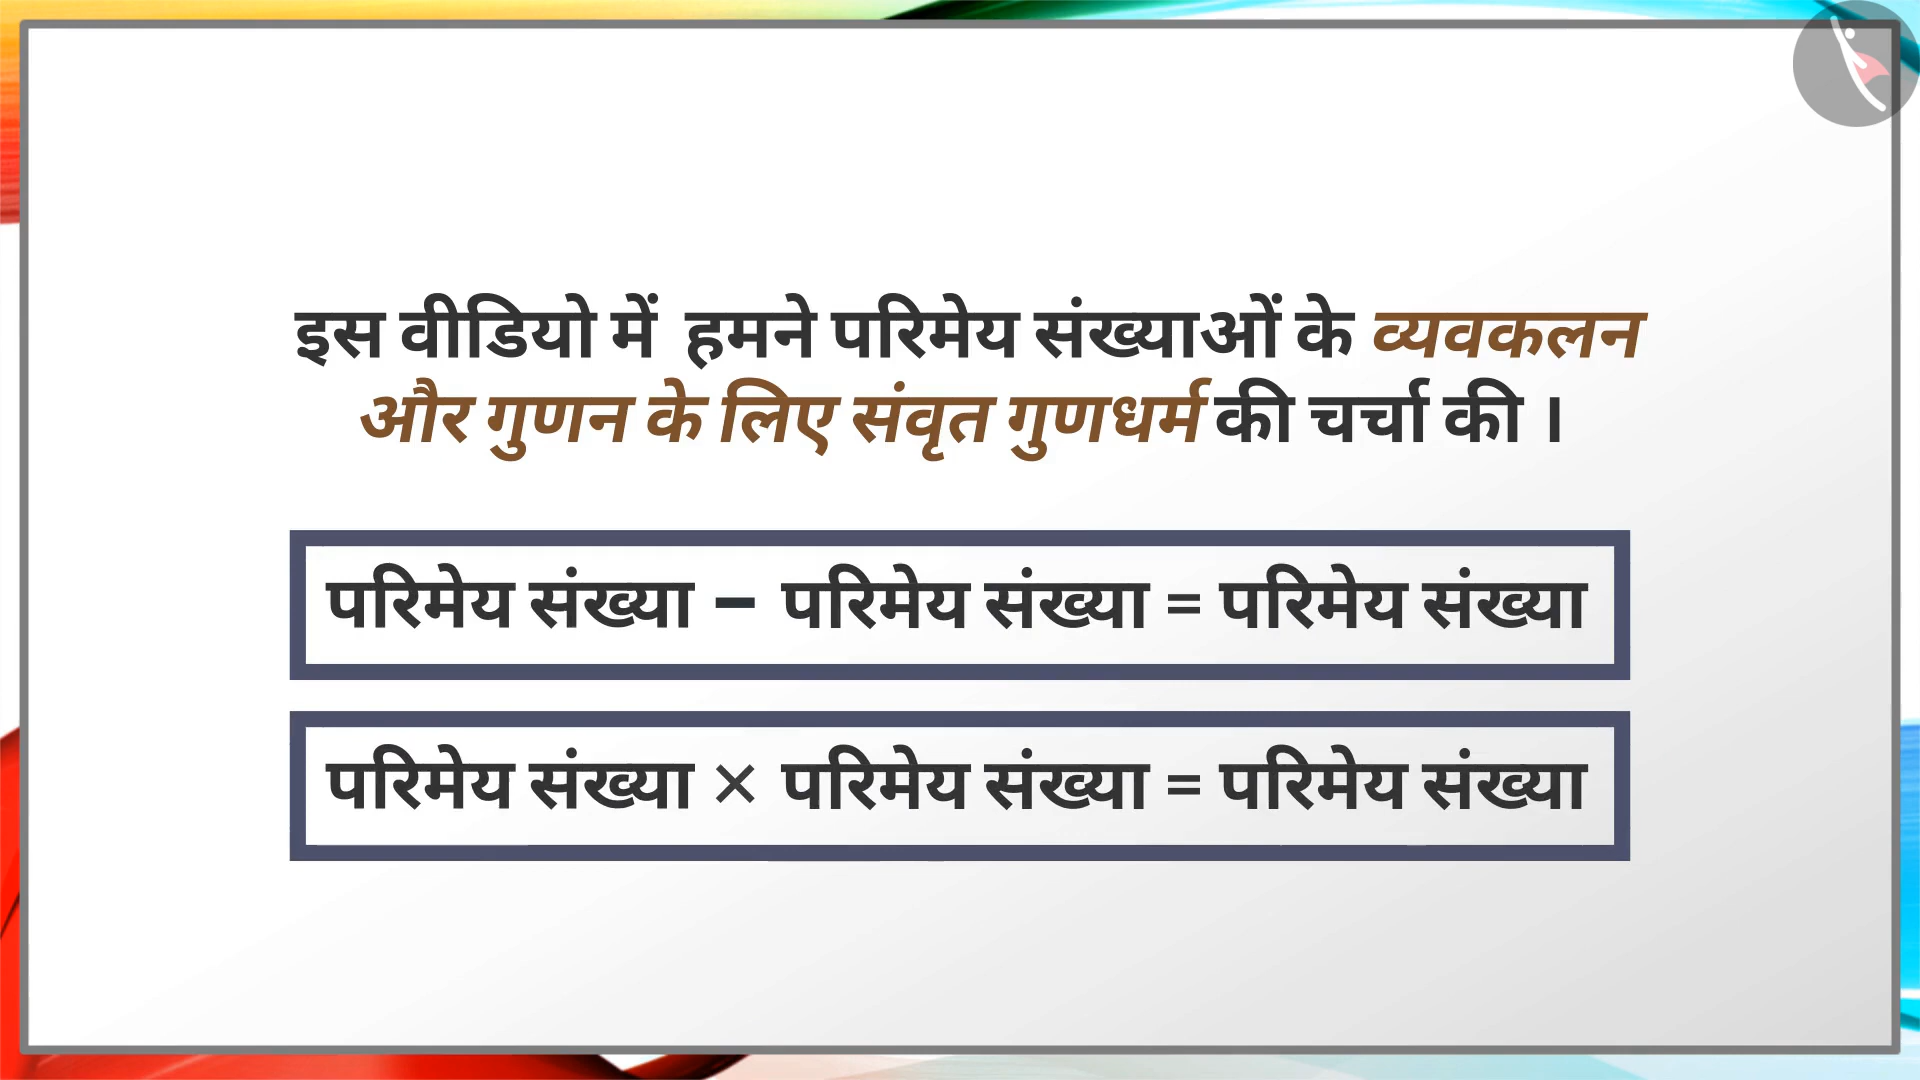 इस वीडियो में हमने परिमेय संख्याओं के व्यवकलन
और गुणन के लिए संवृत गुणधर्म की चर्चा की ।
परिमेय संख्या − परिमेय संख्या = परिमेय संख्या
परिमेय संख्या × परिमेय संख्या = परिमेय संख्या